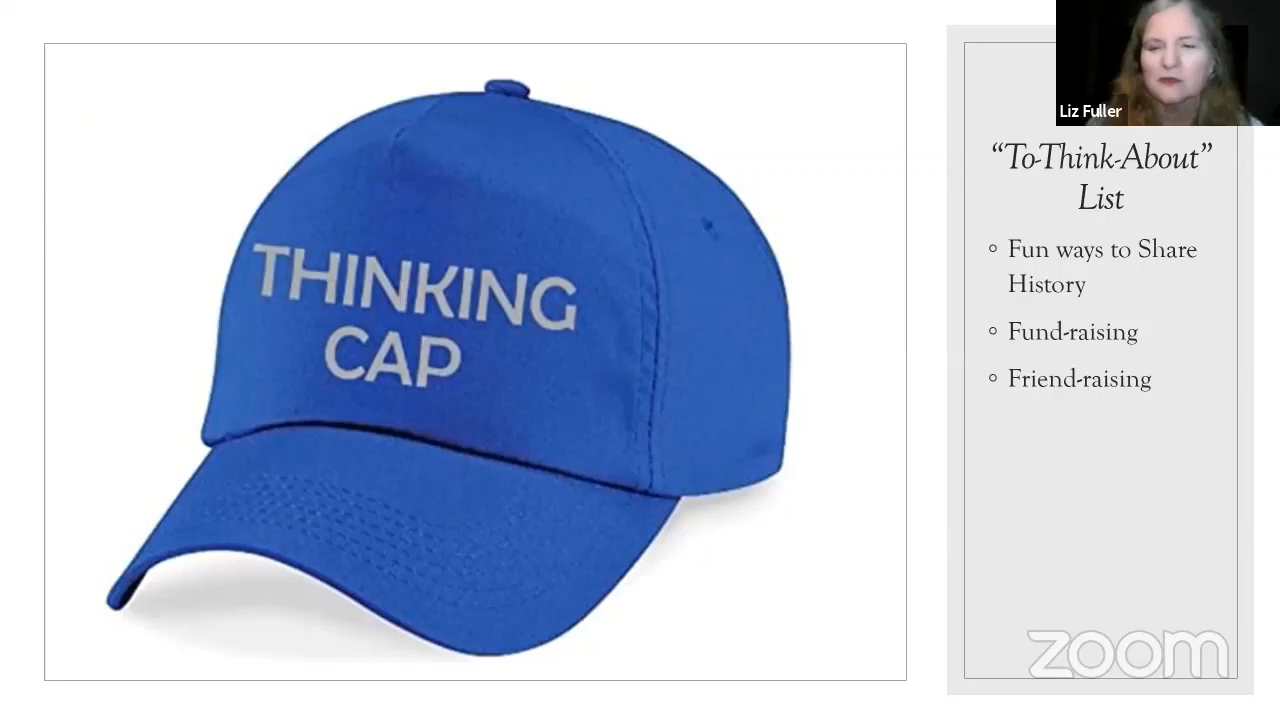 THINKING
CAP
Liz Fuller
“To-Think-About”
List
Fun ways to Share
History
Fund-raising
Friend-raising
zoom